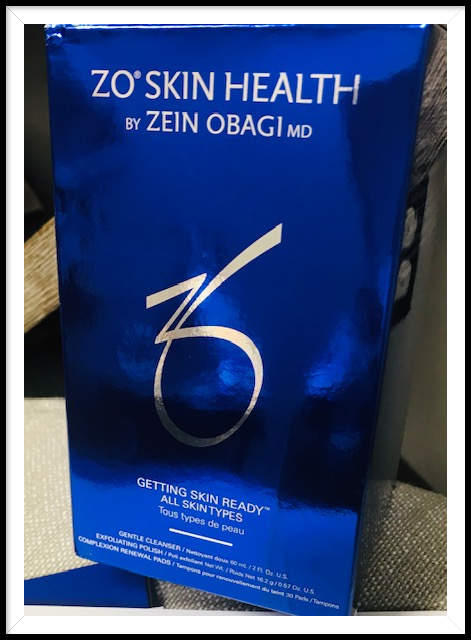 ZO® SKIN HEALTH
BY ZEIN OBAGI MD
GETTING SKIN READY™
ALL SKIN TYPES
Tous types de peau
GENTLE CLEANSER / Nettoyant doux 60 mL / 2 Fl. Oz. U.S.
EXFOLIATING POLISH / Poli exfoliant Net Wt. / Poids Net 16.2 g / 0.57 Oz. U.S.
COMPLEXION RENEWAL PADS / Tampons pour renouvellement du teint 30 Pads / Tampons